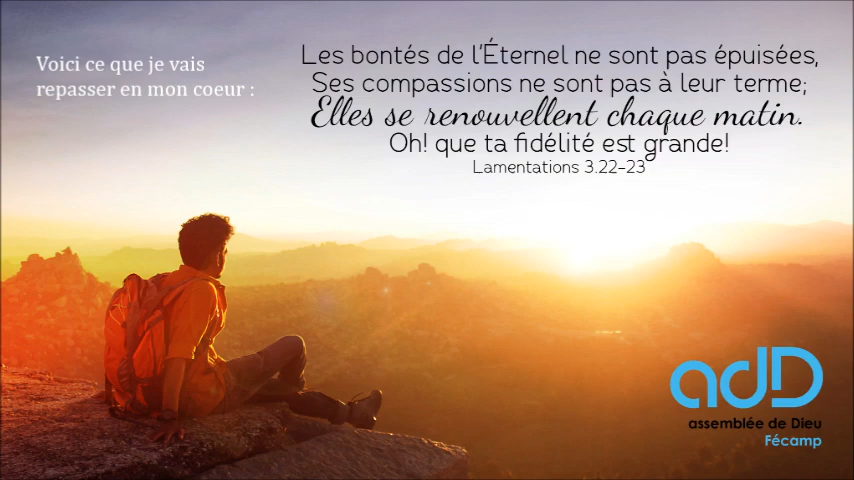 Voici ce que je vais
repasser en mon coeur :
Les bontés de l'Éternel ne sont pas épuisées,
Ses compassions ne sont pas à leur terme;
Elles se renouvellent chaque matin.
Oh! que ta fidélité est grande!
Lamentations 3.22-23
adD
assemblée de Dieu
Fécamp